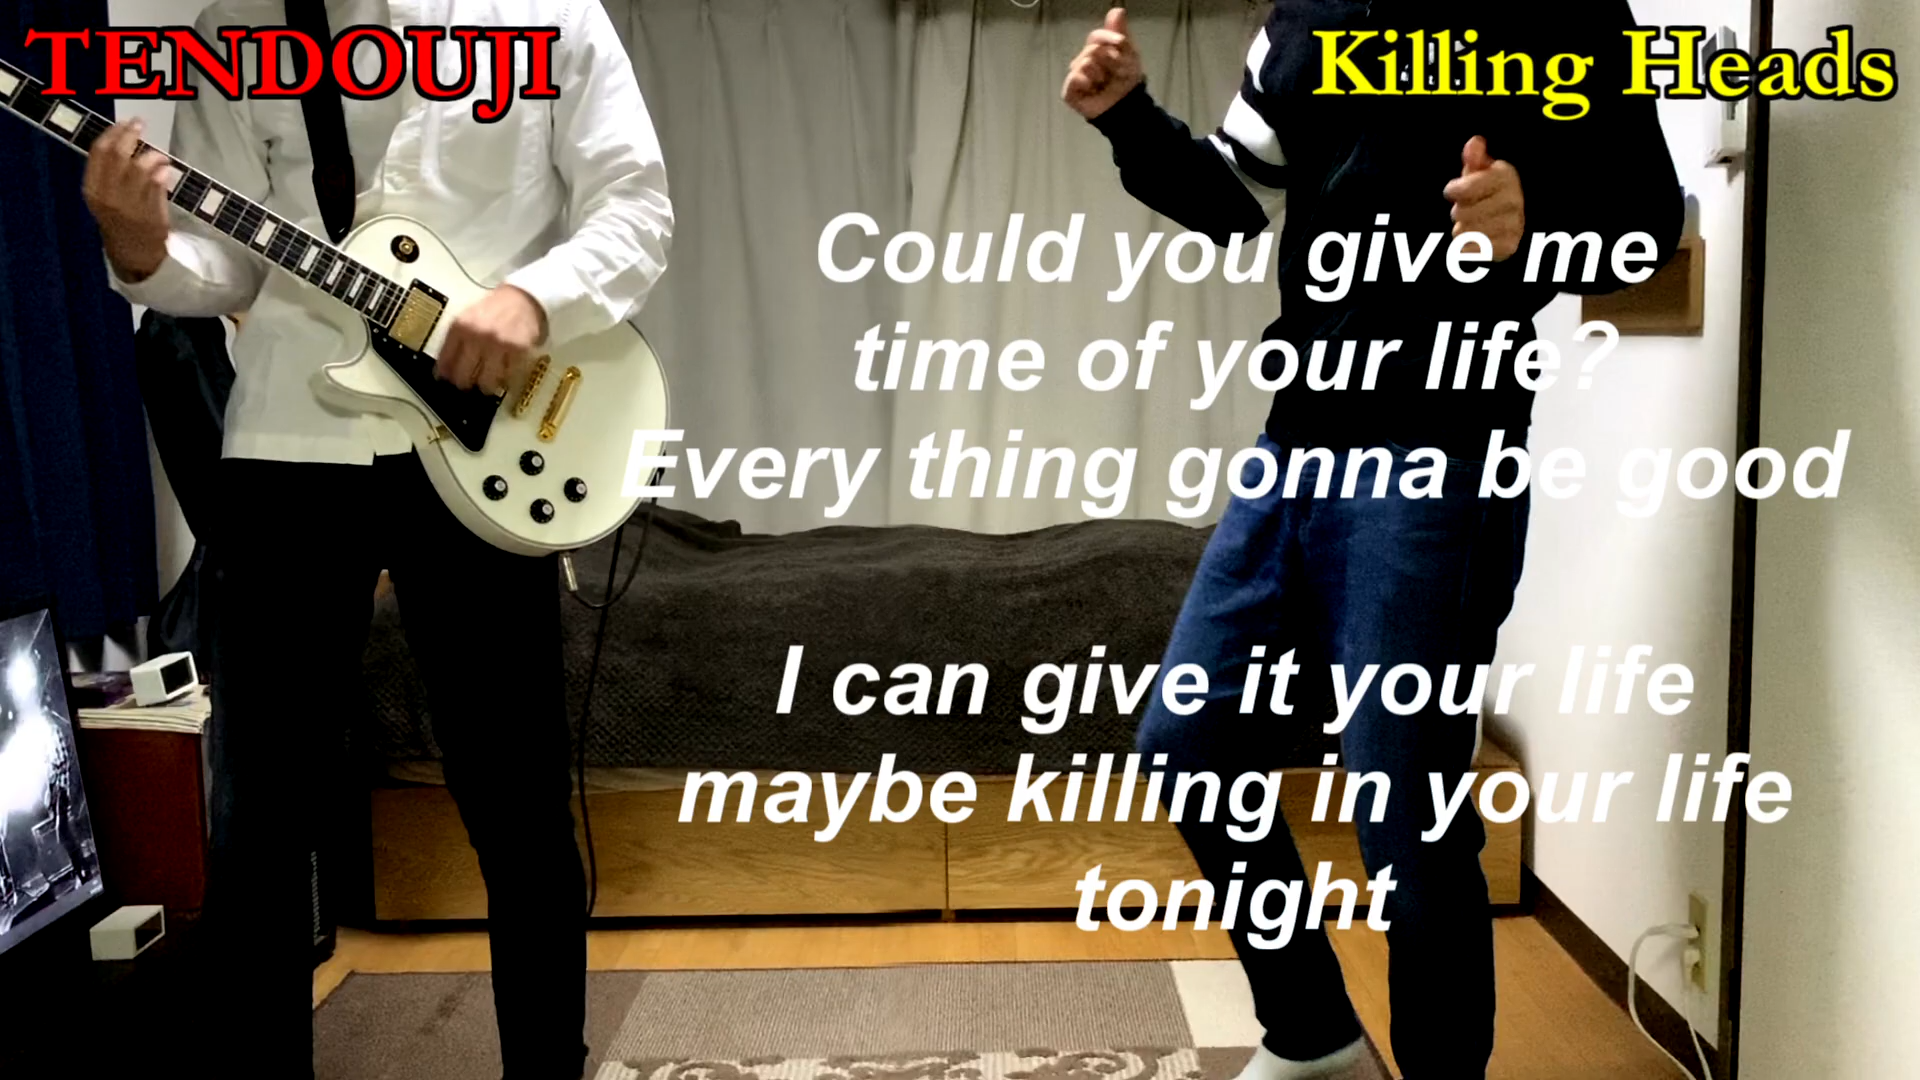 TENDOUJI
Killing Heads
Could you give me
time of your life?
Every thing gonna be good
I can give it your life
maybe killing in your life
tonight